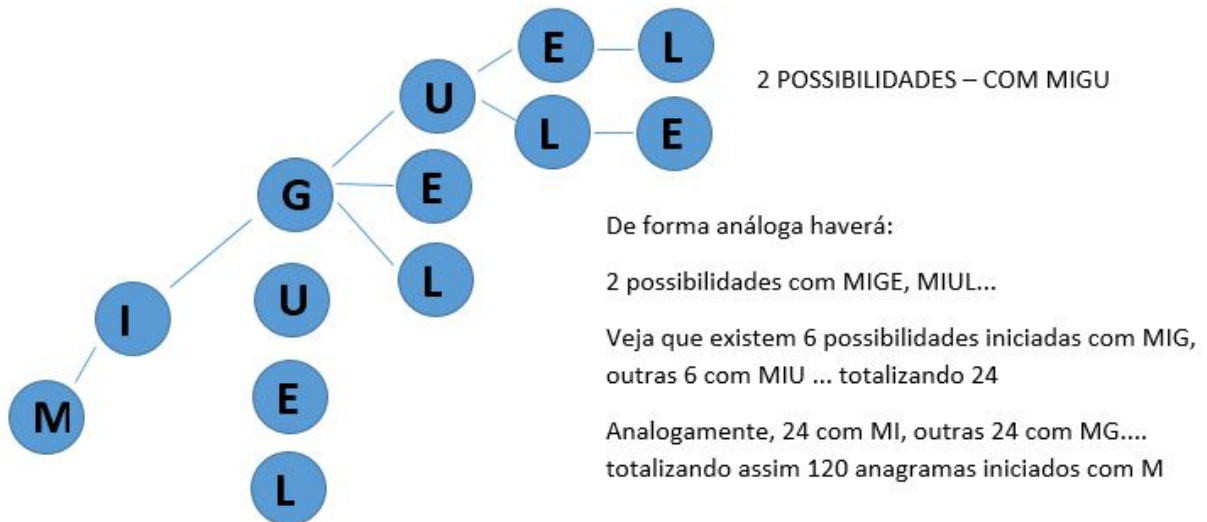 E L
U
2 POSSIBILIDADES – COM MIGU
L E
G E
De forma análoga haverá:
L
2 possibilidades com MIGE, MIUL...
I U
Veja que existem 6 possibilidades iniciadas com MIG,
outras 6 com MIU ... totalizando 24
M E
Analogamente, 24 com MI, outras 24 com MG....
totalizando assim 120 anagramas iniciados com M
L